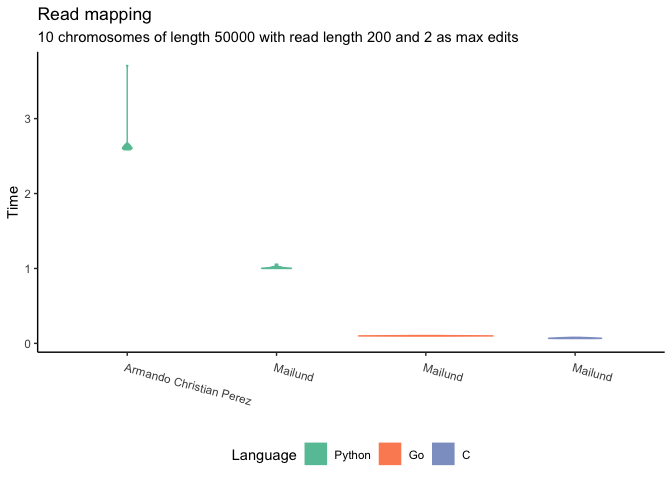 Read mapping
10 chromosomes of length 50000 with read length 200 and 2 as max edits
Time
3
2
1
0
Armando Christian Perez
Mailund
Mailund
Mailund
Language
Python
Go
C